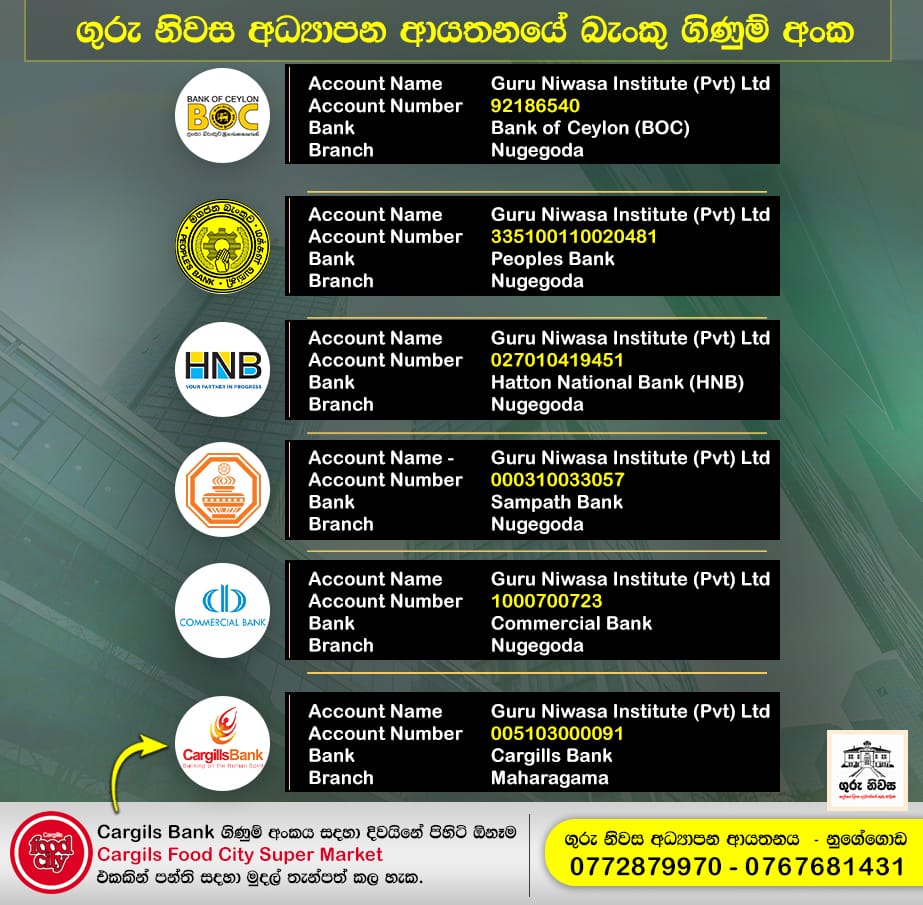 ගුරු නිවස අධ්‍යාපන ආයතනයේ බැංකු ගිණුම් අංක
BANK OF CEYLON
BOC
Account Name Guru Niwasa Institute (Pvt) Ltd
Account Number 92186540
Bank Bank of Ceylon (BOC)
Branch Nugegoda
මහජන බැංකුව
PEOPLES BANK
Account Name Guru Niwasa Institute (Pvt) Ltd
Account Number 335100110020481
Bank Peoples Bank
Branch Nugegoda
HNB
YOUR PARTNER IN PROGRESS
Account Name Guru Niwasa Institute (Pvt) Ltd
Account Number 027010419451
Bank Hatton National Bank (HNB)
Branch Nugegoda
Account Name - Guru Niwasa Institute (Pvt) Ltd
Account Number 000310033057
Bank Sampath Bank
Branch Nugegoda
COMMERCIAL BANK
Account Name Guru Niwasa Institute (Pvt) Ltd
Account Number 1000700723
Bank Commercial Bank
Branch Nugegoda
CargillsBank
Banking on the Human Spirit
Account Name Guru Niwasa Institute (Pvt) Ltd
Account Number 005103000091
Bank Cargills Bank
Branch Maharagama
ගුරු නිවස
Cargills
food
city
Cargils Bank ගිණුම් අංකය සදහා දිවයිනේ පිහිටි ඕනෑම
Cargils Food City Super Market
එකකින් පන්ති සදහා මුදල් තැන්පත් කල හැක.
ගුරු නිවස අධ්‍යාපන ආයතනය - නුගේගොඩ
0772879970 - 0767681431